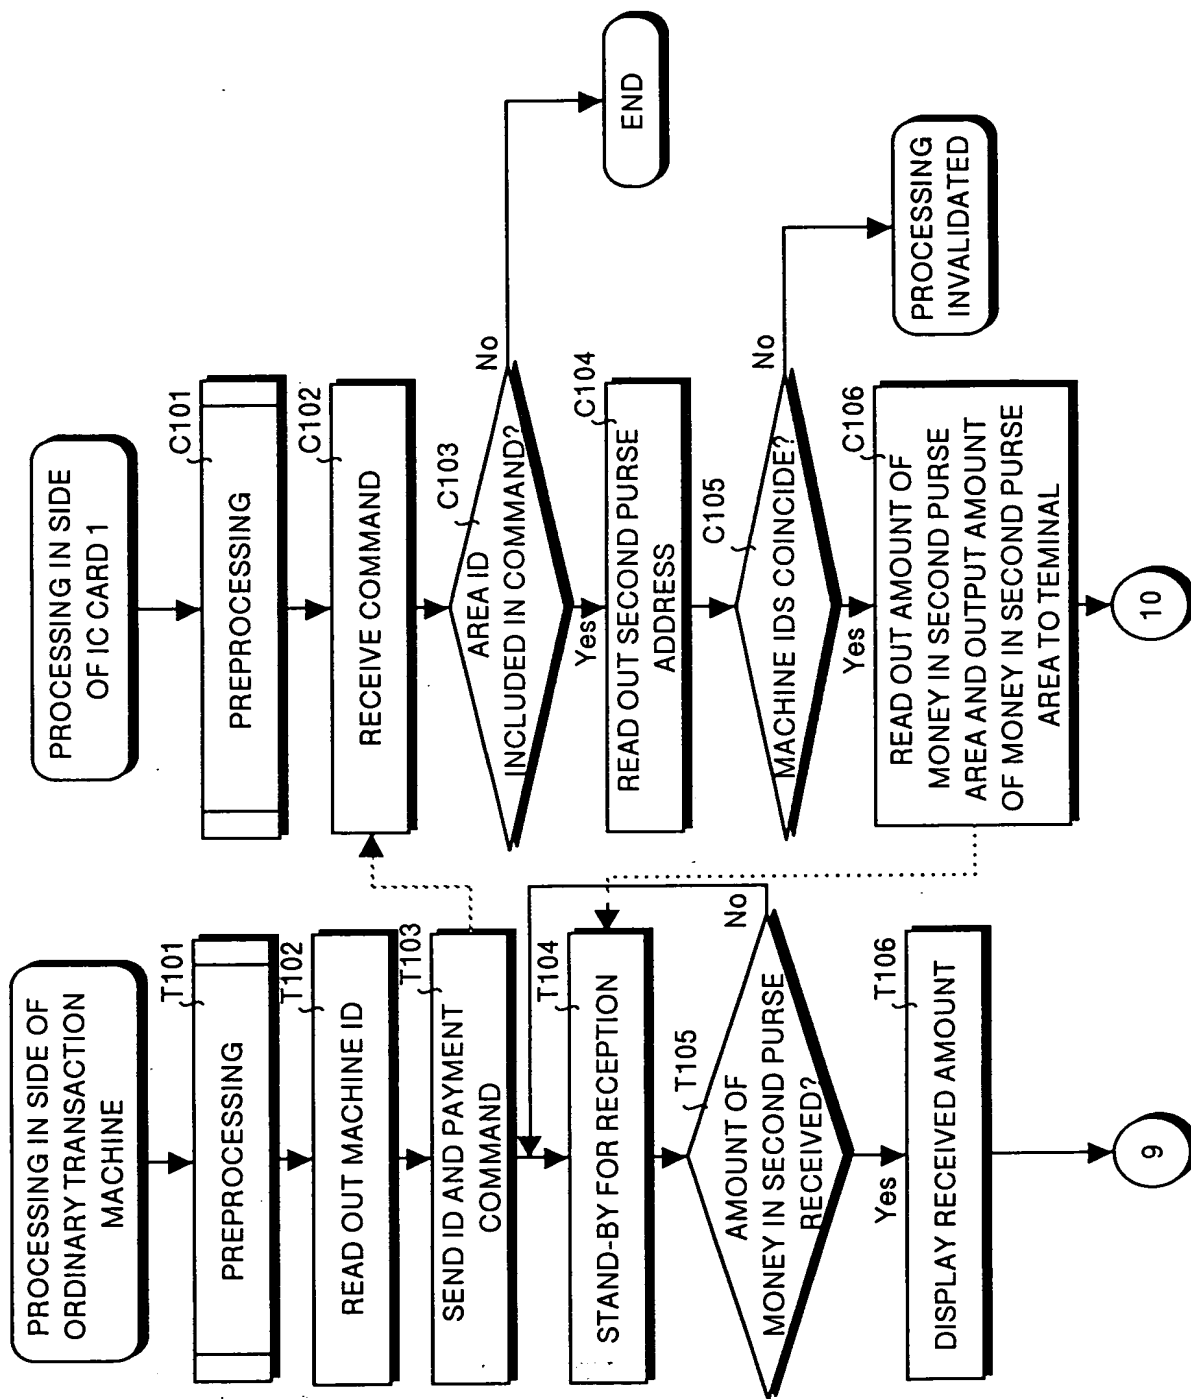 PROCESSING IN SIDE OF
ORDINARY TRANSACTION
MACHINE
T101
PREPROCESSING
T102
READ OUT MACHINE ID
T103
SEND ID AND PAYMENT
COMMAND
T104
STAND-BY FOR RECEPTION
T105
AMOUNT OF
MONEY IN SECOND PURSE
RECEIVED?
No
Yes
T106
DISPLAY RECEIVED AMOUNT
9
PROCESSING IN SIDE
OF IC CARD 1
C101
PREPROCESSING
C102
RECEIVE COMMAND
C103
AREA ID
INCLUDED IN COMMAND?
No
END
Yes
C104
READ OUT SECOND PURSE
ADDRESS
C105
MACHINE IDS COINCIDE?
No
PROCESSING
INVALIDATED
Yes
C106
READ OUT AMOUNT OF
MONEY IN SECOND PURSE
AREA AND OUTPUT AMOUNT
OF MONEY IN SECOND PURSE
AREA TO TEMINAL
10